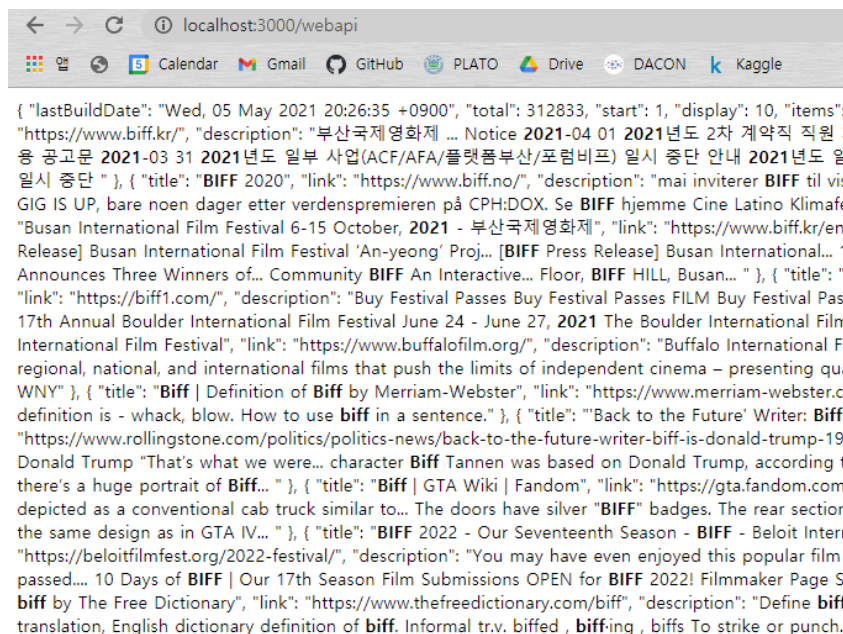 localhost:3000/webapi
앱 5 Calendar Gmail GitHub PLATO Drive DACON k Kaggle
{ "lastBuildDate": "Wed, 05 May 2021 20:26:35 +0900", "total": 312833, "start": 1, "display": 10, "items":
"https://www.biff.kr/", "description": "부산국제영화제 ... Notice 2021-04 01 2021년도 2차 계약직 직원
용 공고문 2021-03 31 2021년도 일부 사업(ACF/AFA/플랫폼부산/포럼비프) 일시 중단 안내 2021년도 일
일시 중단 " }, { "title": "BIFF 2020", "link": "https://www.biff.no/", "description": "mai inviterer BIFF til vis
GIG IS UP, bare noen dager etter verdenspremieren på CPH:DOX. Se BIFF hjemme Cine Latino Klimafe
"Busan International Film Festival 6-15 October, 2021 - 부산국제영화제", "link": "https://www.biff.kr/en
Release] Busan International Film Festival ‘An-yeong’ Proj... [BIFF Press Release] Busan International...
Announces Three Winners of... Community BIFF An Interactive... Floor, BIFF HILL, Busan... " }, { "title": "
"link": "https://biff1.com/", "description": "Buy Festival Passes Buy Festival Passes FILM Buy Festival Pas
17th Annual Boulder International Film Festival June 24 - June 27, 2021 The Boulder International Film
International Film Festival", "link": "https://www.buffalofilm.org/", "description": "Buffalo International F
regional, national, and international films that push the limits of independent cinema – presenting qua
WNY" }, { "title": "Biff | Definition of Biff by Merriam-Webster", "link": "https://www.merriam-webster.c
definition is - whack, blow. How to use biff in a sentence." }, { "title": "'Back to the Future' Writer: Biff
"https://www.rollingstone.com/politics/politics-news/back-to-the-future-writer-biff-is-donald-trump-19
Donald Trump “That’s what we were... character Biff Tannen was based on Donald Trump, according t
there’s a huge portrait of Biff... " }, { "title": "Biff | GTA Wiki | Fandom", "link": "https://gta.fandom.com
depicted as a conventional cab truck similar to... The doors have silver "BIFF" badges. The rear section
the same design as in GTA IV... " }, { "title": "BIFF 2022 - Our Seventeenth Season - BIFF - Beloit Intern
"https://beloitfilmfest.org/2022-festival/", "description": "You may have even enjoyed this popular film
passed.... 10 Days of BIFF | Our 17th Season Film Submissions OPEN for BIFF 2022! Filmmaker Page S
biff by The Free Dictionary", "link": "https://www.thefreedictionary.com/biff", "description": "Define biff
translation, English dictionary definition of biff. Informal tr.v. biffed , biff·ing , biffs To strike or punch.